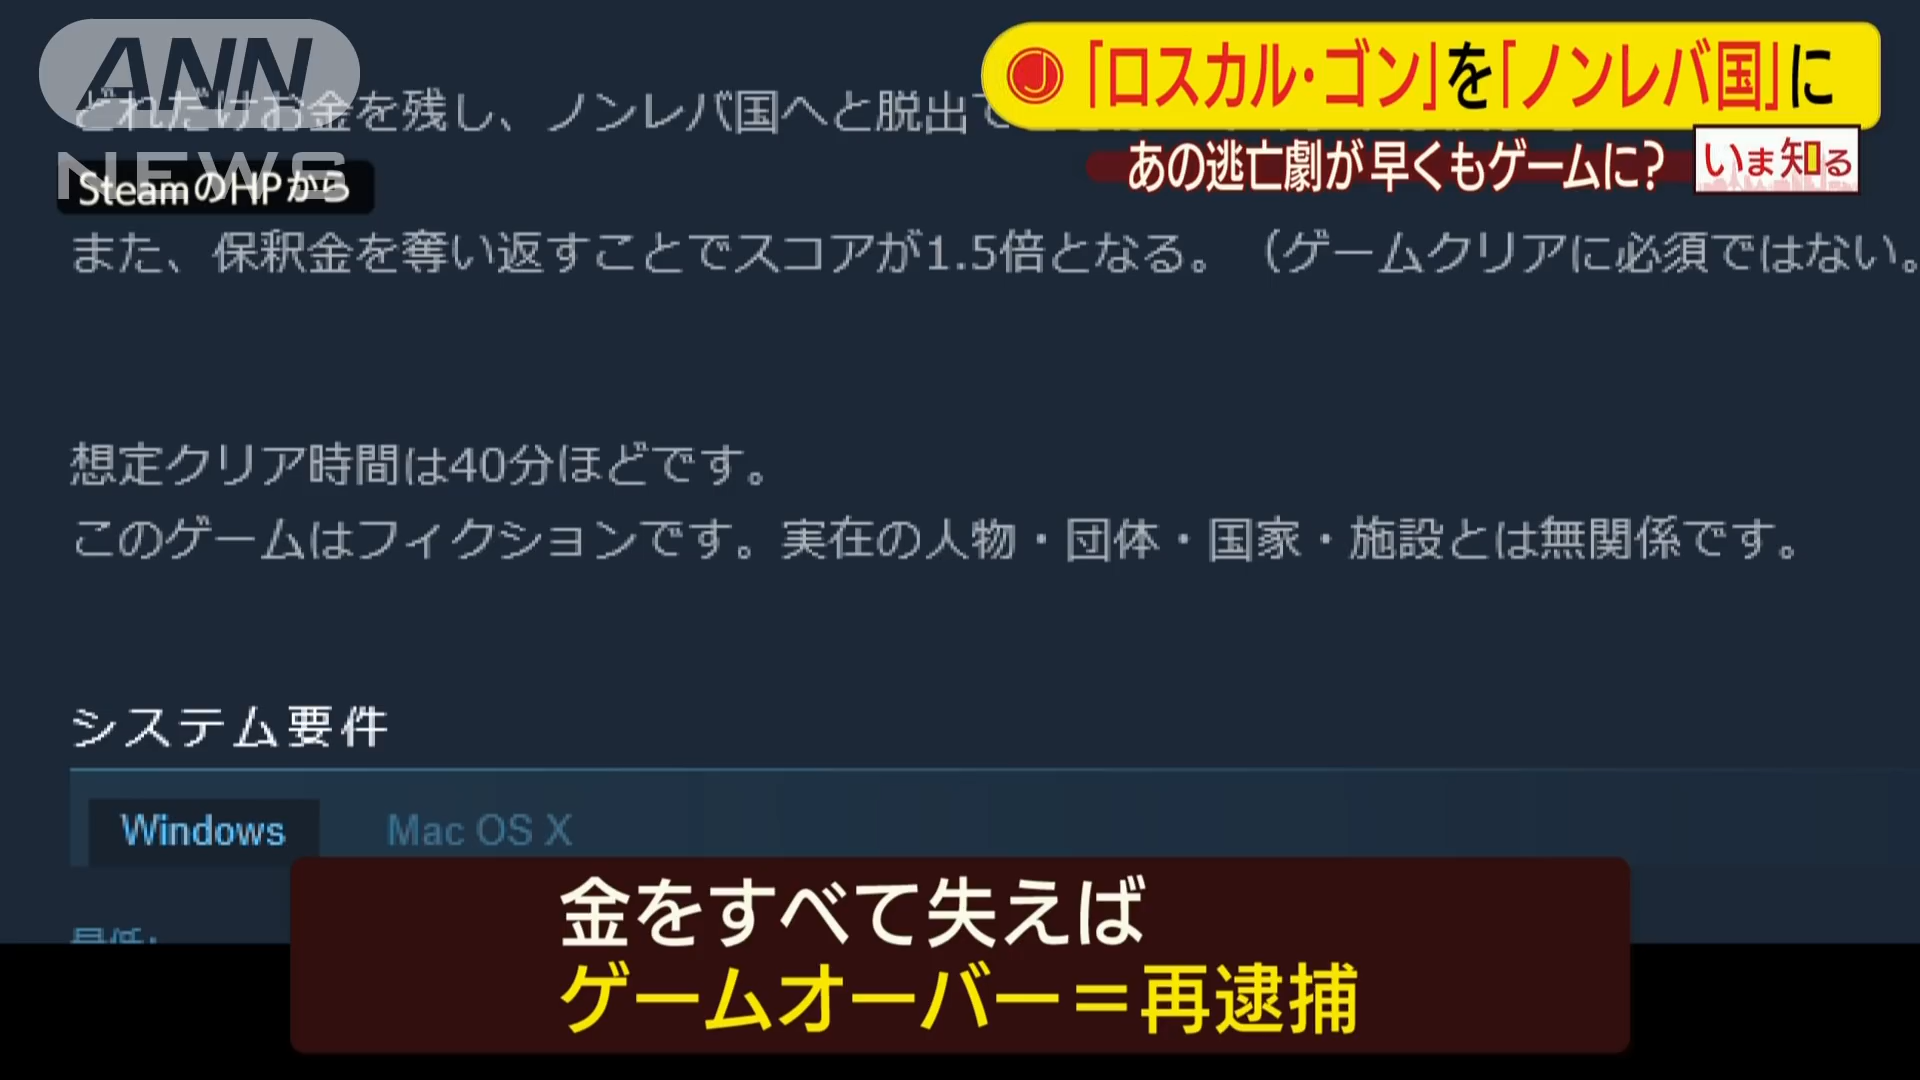 ANN NEWS
「ロスカル・ゴン」を「ノンレバ国」に
あの逃亡劇が早くもゲームに?
いま知る
どれだけお金を残し、ノンレバ国へと脱出で
SteamのHPから
また、保釈金を奪い返すことでスコアが1.5倍となる。（ゲームクリアに必須ではない。
想定クリア時間は40分ほどです。
このゲームはフィクションです。実在の人物・団体・国家・施設とは無関係です。
システム要件
Windows
Mac OS X
最低:
金をすべて失えば
ゲームオーバー＝再逮捕